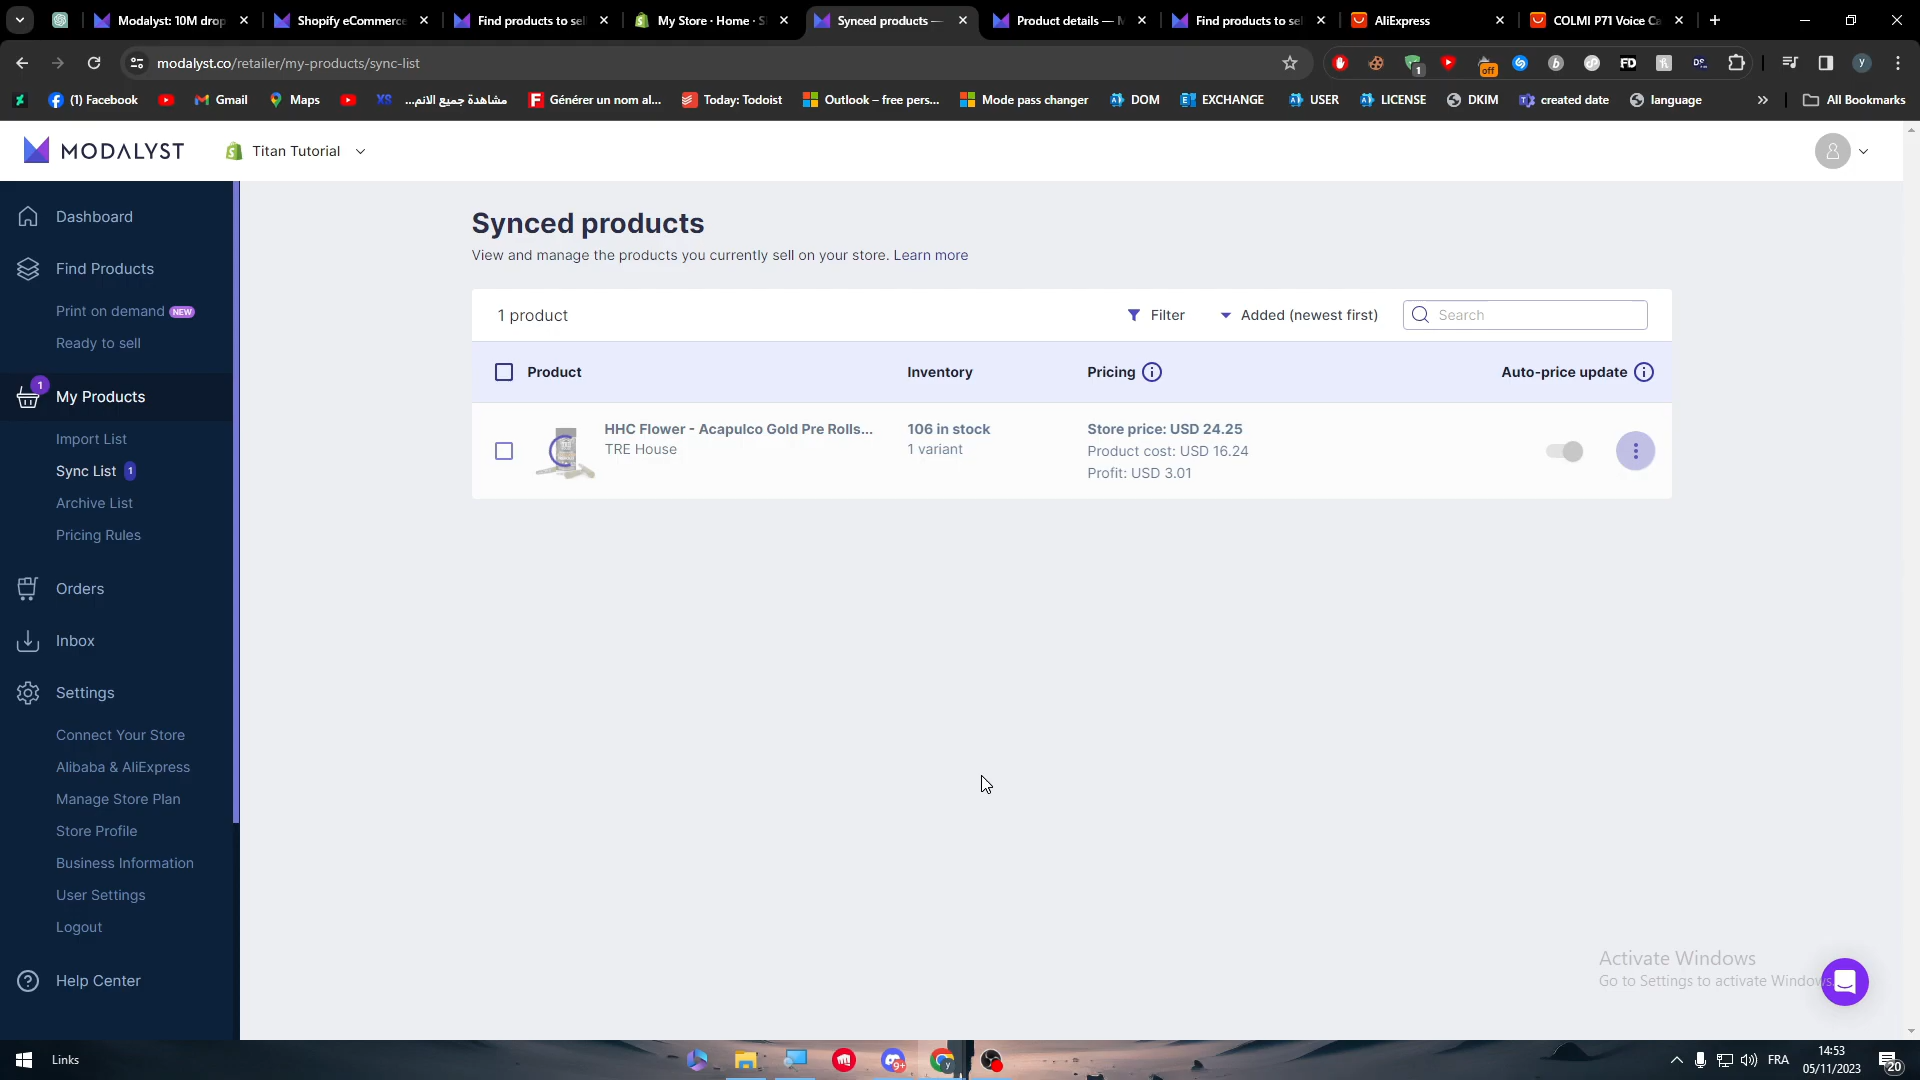 Modalyst: 10M drop
Shopify eCommerce
Find products to sel
My Store · Home · S
Synced products —
Product details — M
Find products to sel
AliExpress
COLMI P71 Voice Ca
modalyst.co/retailer/my-products/sync-list
1
off
FD
y
(1) Facebook
Gmail
Maps
XS
مشاهدة جميع الانم...
Générer un nom al...
Today: Todoist
Outlook – free pers...
Mode pass changer
DOM
EXCHANGE
USER
LICENSE
DKIM
created date
language
»
All Bookmarks
MODALYST
Titan Tutorial
Dashboard
Find Products
Print on demand NEW
Ready to sell
1
My Products
Import List
Sync List 1
Archive List
Pricing Rules
Orders
Inbox
Settings
Connect Your Store
Alibaba & AliExpress
Manage Store Plan
Store Profile
Business Information
User Settings
Logout
Help Center
Synced products
View and manage the products you currently sell on your store. Learn more
1 product
Filter
Added (newest first)
Search
Product
Inventory
Pricing
Auto-price update
HHC Flower - Acapulco Gold Pre Rolls...
TRE House
106 in stock
1 variant
Store price: USD 24.25
Product cost: USD 16.24
Profit: USD 3.01
Activate Windows
Go to Settings to activate Windows.
Links
9+
FRA
14:53
05/11/2023
20